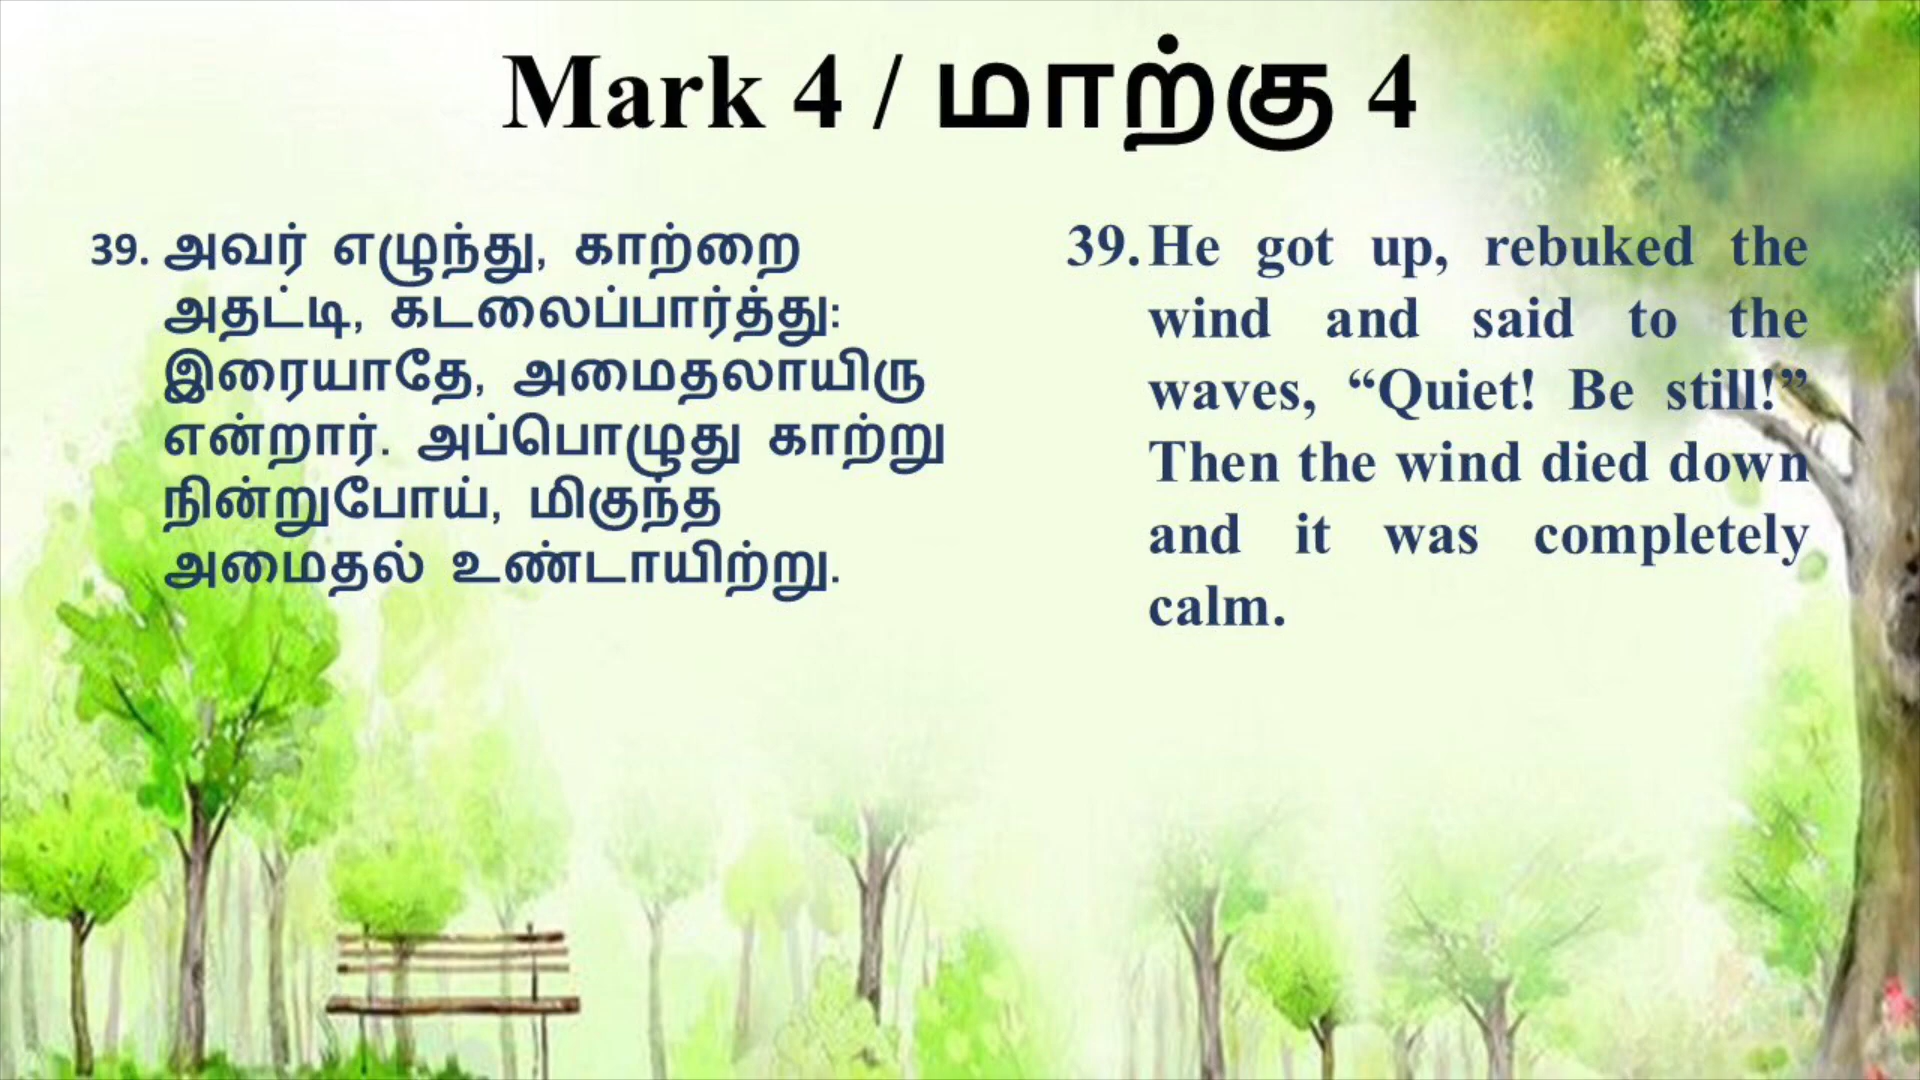 Mark 4 / மாற்கு 4
39. அவர் எழுந்து, காற்றை
அதட்டி, கடலைப்பார்த்து:
இரையாதே, அமைதலாயிரு
என்றார். அப்பொழுது காற்று
நின்றுபோய், மிகுந்த
அமைதல் உண்டாயிற்று.
39. He got up, rebuked the
wind and said to the
waves, “Quiet! Be still!”
Then the wind died down
and it was completely
calm.